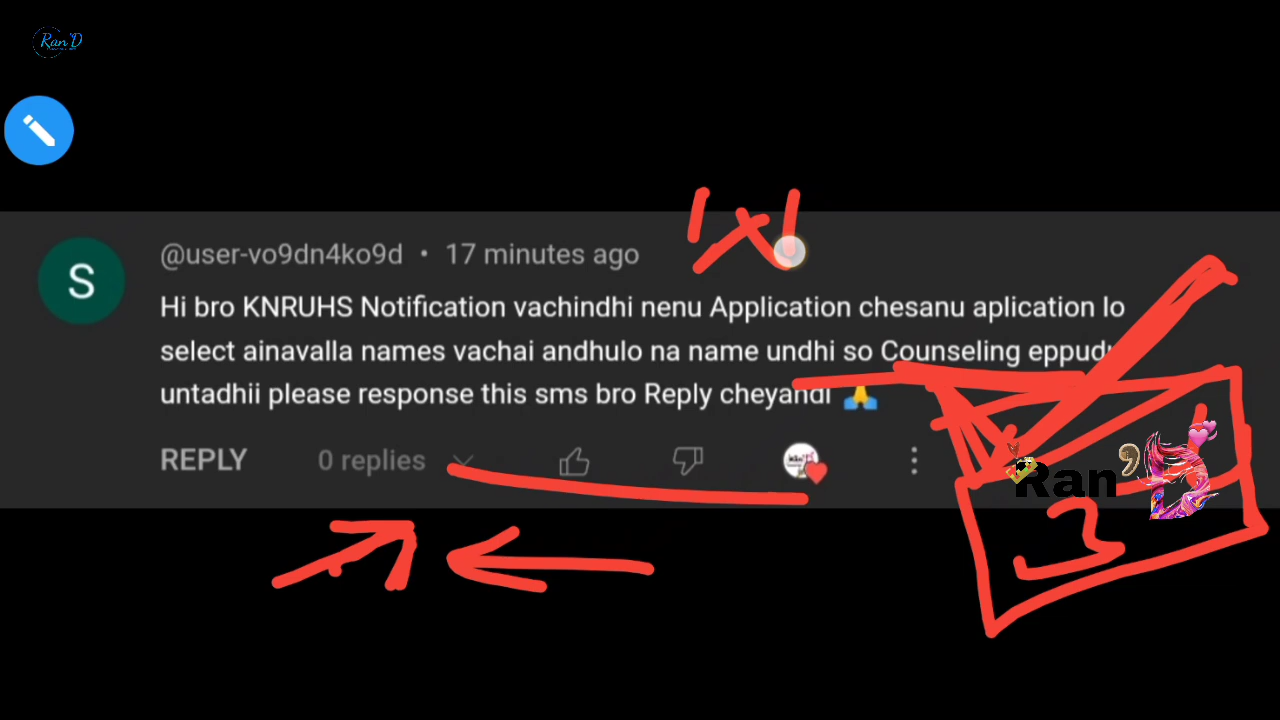 Ran'D
S
@user-vo9dn4ko9d • 17 minutes ago
Hi bro KNRUHS Notification vachindhi nenu Application chesanu aplication lo
select ainavalla names vachai andhulo na name undhi so Counseling eppudu
untadhii please response this sms bro Reply cheyandi 🙏
REPLY 0 replies
Ran'D
3